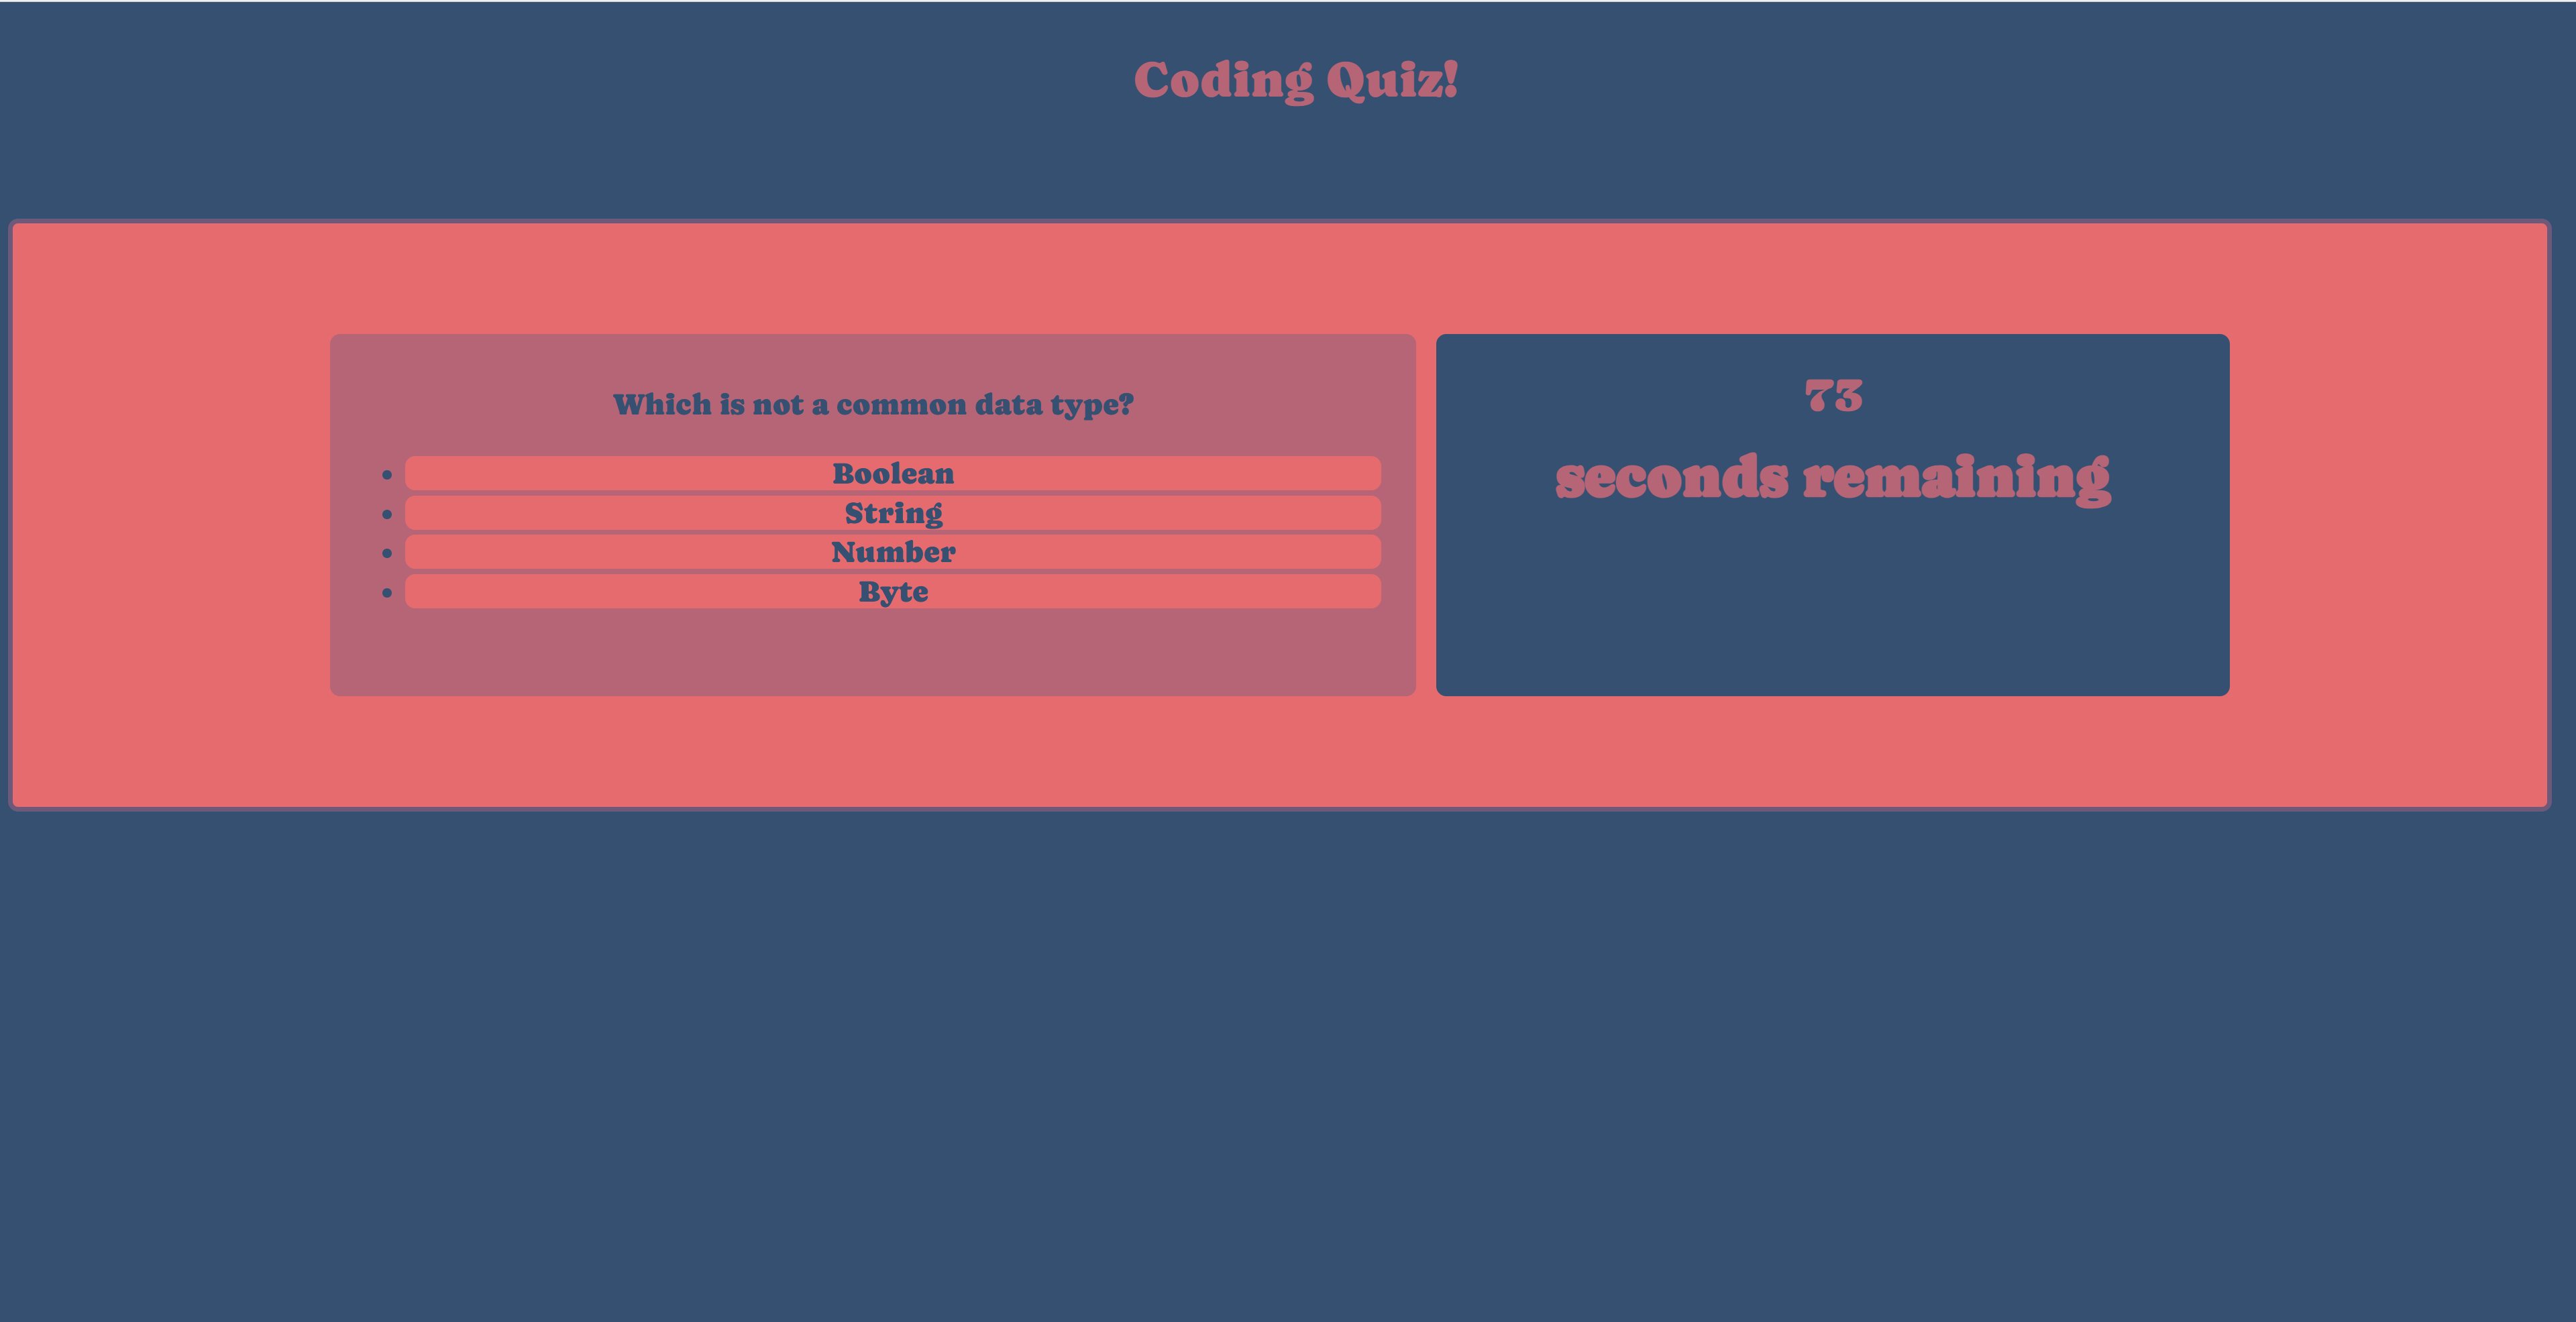 Coding Quiz!
Which is not a common data type?
Boolean
String
Number
Byte
73
seconds remaining